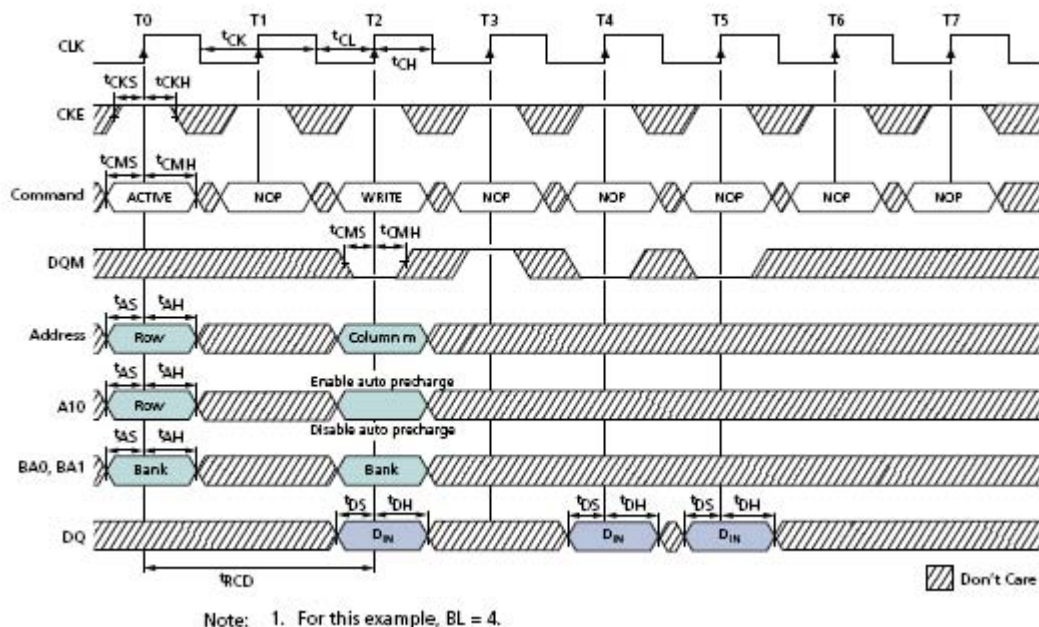 T0 T1 T2 T3 T4 T5 T6 T7
CLK
tCK tCL
tCH
tCKS tCKH
CKE
tCMS tCMH
Command ACTIVE NOP WRITE NOP NOP NOP NOP NOP
tCMS tCMH
DQM
tAS tAH
Address Row Column m
tAS tAH Enable auto precharge
A10 Row
Disable auto precharge
tAS tAH
BA0, BA1 Bank Bank
tDS tDH tDS tDH tDS tDH
DQ DIN DIN DIN
tRCD
Don't Care
Note: 1. For this example, BL = 4.